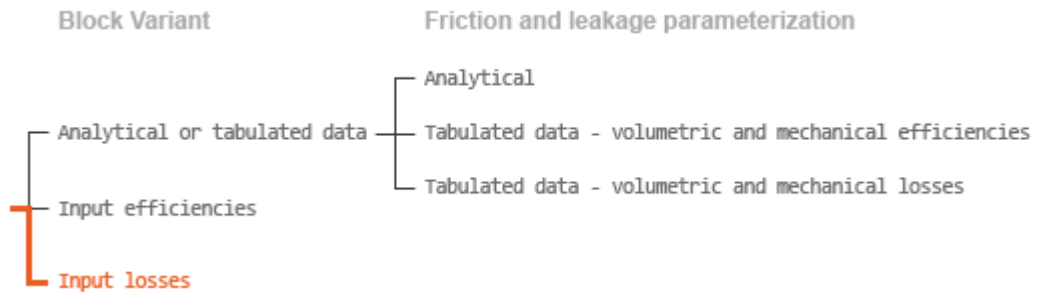 Block Variant
Friction and leakage parameterization
Analytical
Analytical or tabulated data
Tabulated data - volumetric and mechanical efficiencies
Tabulated data - volumetric and mechanical losses
Input efficiencies
Input losses